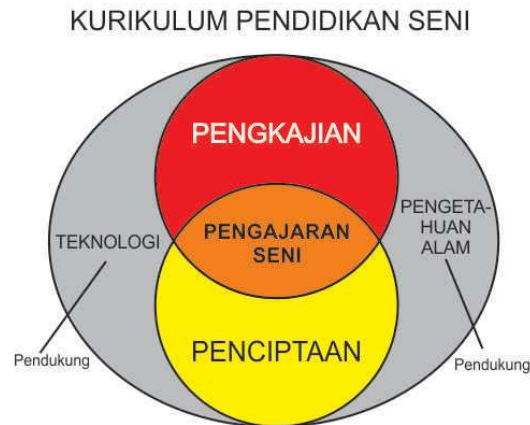 KURIKULUM PENDIDIKAN SENI
PENGKAJIAN
TEKNOLOGI
PENGAJARAN
SENI
PENGETA-
HUAN
ALAM
PENCIPTAAN
Pendukung
Pendukung